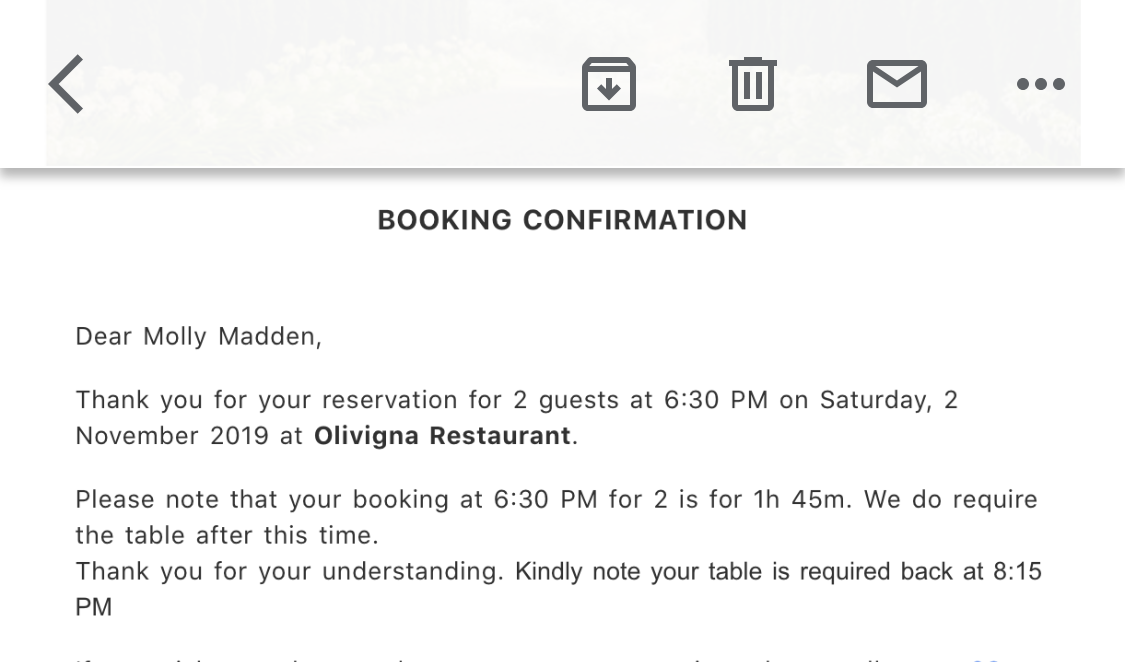 BOOKING CONFIRMATION
Dear Molly Madden,
Thank you for your reservation for 2 guests at 6:30 PM on Saturday, 2
November 2019 at Olivigna Restaurant.
Please note that your booking at 6:30 PM for 2 is for 1h 45m. We do require
the table after this time.
Thank you for your understanding. Kindly note your table is required back at 8:15
PM